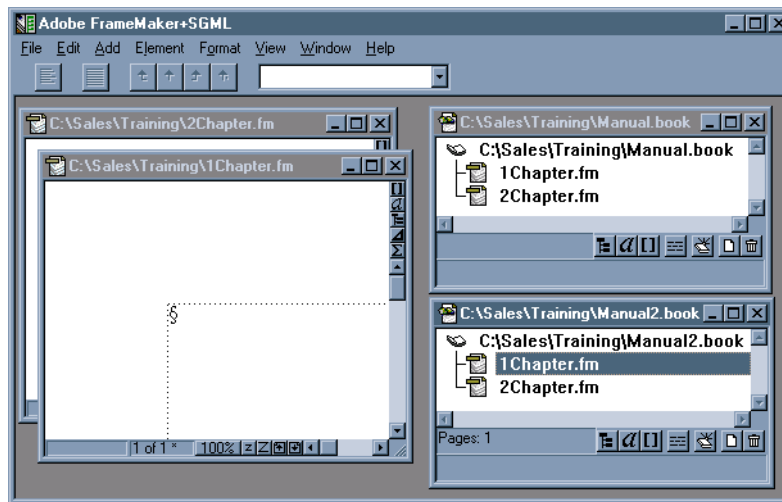 Adobe FrameMaker+SGML
File Edit Add Element Format View Window Help
C:\Sales\Training\2Chapter.fm
C:\Sales\Training\1Chapter.fm
§
1 of 1 * 100% z Z
C:\Sales\Training\Manual.book
C:\Sales\Training\Manual.book
1Chapter.fm
2Chapter.fm
C:\Sales\Training\Manual2.book
C:\Sales\Training\Manual2.book
1Chapter.fm
2Chapter.fm
Pages: 1